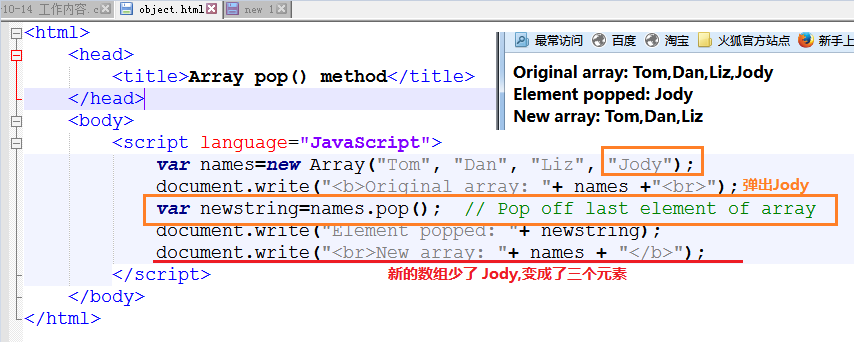 10-14 工作内容.c object.html new 1
<html>
<head>
<title>Array pop() method</title>
</head>
<body>
<script language="JavaScript">
var names=new Array("Tom", "Dan", "Liz", "Jody");
document.write("<b>Original array: "+ names +"<br>"); 弹出Jody
var newstring=names.pop(); // Pop off last element of array
document.write("Element popped: "+ newstring);
document.write("<br>New array: "+ names + "</b>");
新的数组少了 Jody,变成了三个元素
</script>
</body>
</html>
最常访问 百度 淘宝 火狐官方站点 新手上
Original array: Tom,Dan,Liz,Jody
Element popped: Jody
New array: Tom,Dan,Liz